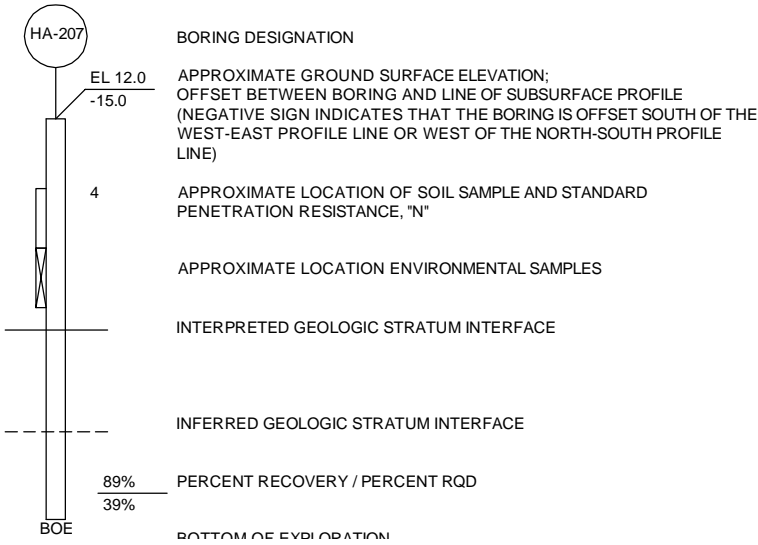 HA-207
BORING DESIGNATION
EL 12.0
-15.0
APPROXIMATE GROUND SURFACE ELEVATION;
OFFSET BETWEEN BORING AND LINE OF SUBSURFACE PROFILE
(NEGATIVE SIGN INDICATES THAT THE BORING IS OFFSET SOUTH OF THE
WEST-EAST PROFILE LINE OR WEST OF THE NORTH-SOUTH PROFILE
LINE)
4
APPROXIMATE LOCATION OF SOIL SAMPLE AND STANDARD
PENETRATION RESISTANCE, "N"
APPROXIMATE LOCATION ENVIRONMENTAL SAMPLES
INTERPRETED GEOLOGIC STRATUM INTERFACE
INFERRED GEOLOGIC STRATUM INTERFACE
89%
39%
PERCENT RECOVERY / PERCENT RQD
BOE
BOTTOM OF EXPLORATION